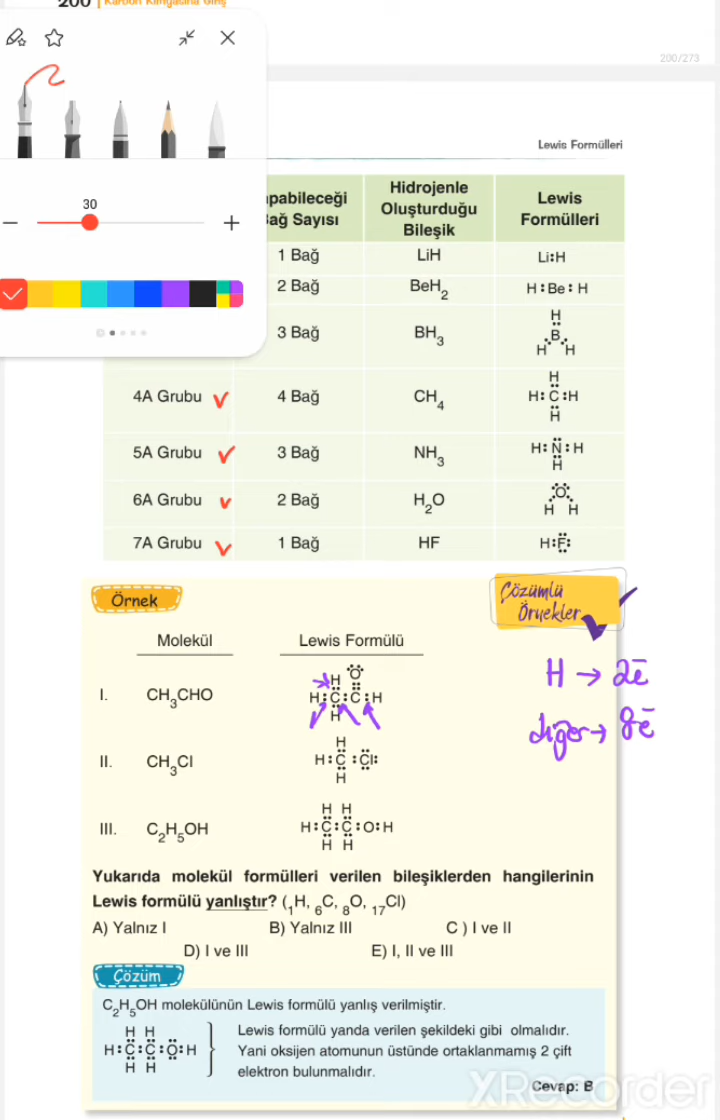 200 | Karbon Kimyasına Giriş
200/273
30
Lewis Formülleri
Hidrojenle Oluşturduğu Bileşik
Lewis Formülleri
apabileceği
Bağ Sayısı
1 Bağ LiH Li:H
2 Bağ BeH₂ H:Be:H
3 Bağ BH₃ H B H H
4A Grubu ✓ 4 Bağ CH₄ H H:C:H H
5A Grubu ✓ 3 Bağ NH₃ H:N:H H
6A Grubu ✓ 2 Bağ H₂O O H H
7A Grubu ✓ 1 Bağ HF H:F:
Örnek
Çözümlü
Örnekler
Molekül Lewis Formülü
H → 2ē
diğer → 8ē
I. CH₃CHO H O H:C:C:H H
II. CH₃Cl H H:C:Cl: H
III. C₂H₅OH H H H:C:C:O:H H H
Yukarıda molekül formülleri verilen bileşiklerden hangilerinin
Lewis formülü yanlıştır? (₁H, ₆C, ₈O, ₁₇Cl)
A) Yalnız I B) Yalnız III C ) I ve II
D) I ve III E) I, II ve III
Çözüm
C₂H₅OH molekülünün Lewis formülü yanlış verilmiştir.
H H
H:C:C:O:H
H H
Lewis formülü yanda verilen şekildeki gibi olmalıdır.
Yani oksijen atomunun üstünde ortaklanmamış 2 çift
elektron bulunmalıdır.
Cevap: B
XRecorder